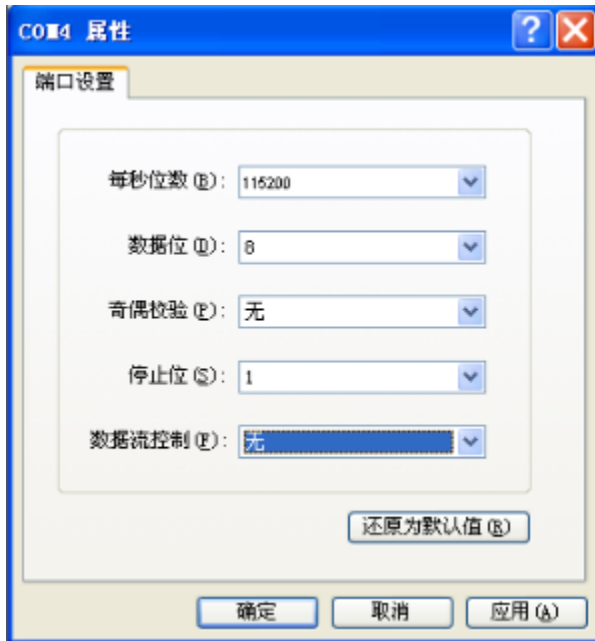 COM4 属性
端口设置
每秒位数(B): 115200
数据位(D): 8
奇偶校验(P): 无
停止位(S): 1
数据流控制(F): 无
还原为默认值(R)
确定 取消 应用(A)